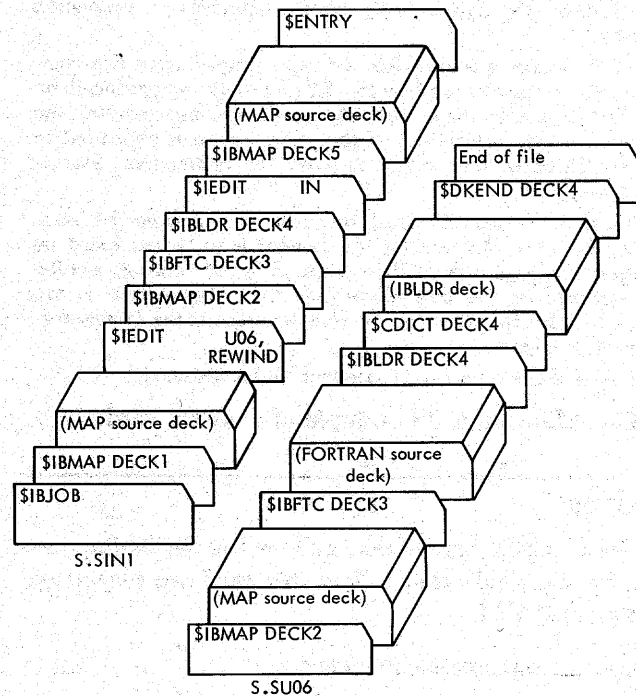 $ENTRY
(MAP source deck)
$IBMAP DECK5
$IEDIT IN
$IBLDR DECK4
$IBFTC DECK3
$IBMAP DECK2
$IEDIT U06,
REWIND
(MAP source deck)
$IBMAP DECK1
$IBJOB
S.SIN1
End of file
$DKEND DECK4
(IBLDR deck)
$CDICT DECK4
$IBLDR DECK4
(FORTRAN source
deck)
$IBFTC DECK3
(MAP source deck)
$IBMAP DECK2
S.SU06